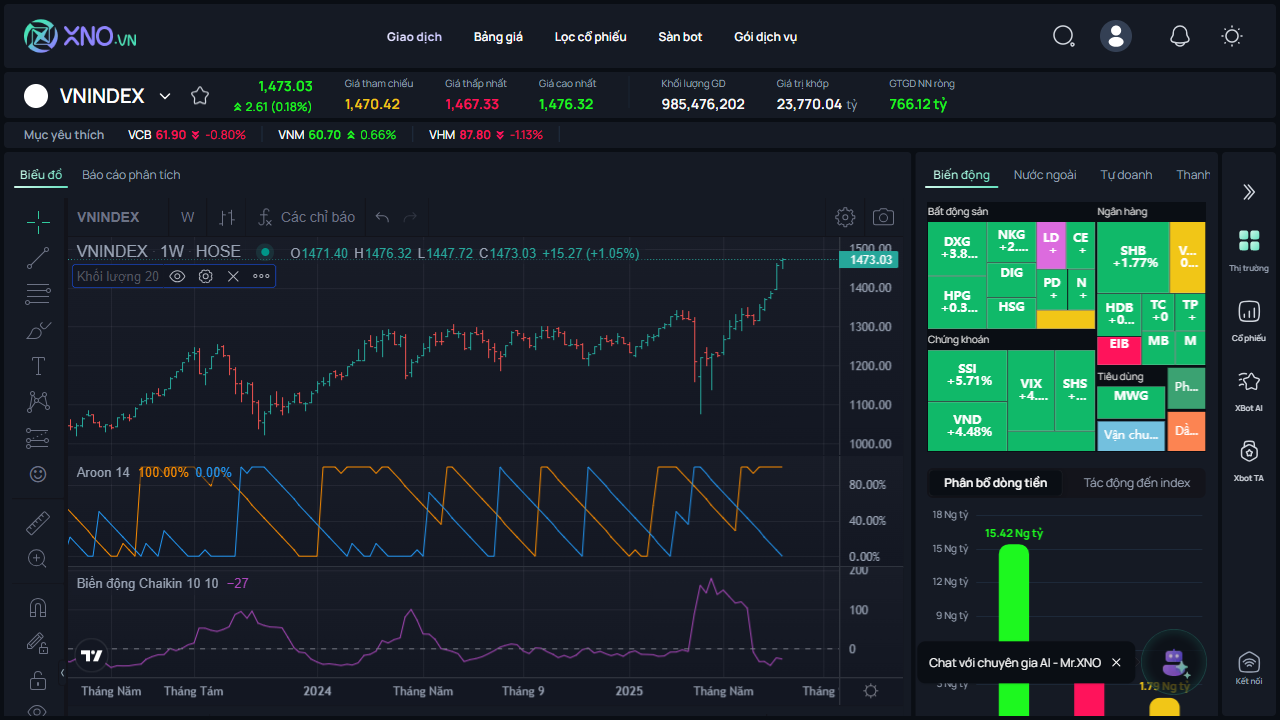 XNO.VN
Giao dịch Bảng giá Lọc cổ phiếu Sàn bot Gói dịch vụ
VNINDEX
1,473.03
2.61 (0.18%)
Giá tham chiếu
1,470.42
Giá thấp nhất
1,467.33
Giá cao nhất
1,476.32
Khối lượng GD
985,476,202
Giá trị khớp
23,770.04 tỷ
GTGD NN ròng
766.12 tỷ
Mục yêu thích VCB 61.90 -0.80% VNM 60.70 0.66% VHM 87.80 -1.13%
Biểu đồ Báo cáo phân tích
VNINDEX W Các chỉ báo
VNINDEX 1W HOSE O1471.40 H1476.32 L1447.72 C1473.03 +15.27 (+1.05%)
Khối lượng 20
1500.00
1473.03
1400.00
1300.00
1200.00
1100.00
1000.00
Aroon 14 100.00% 0.00%
80.00%
40.00%
0.00%
Biến động Chaikin 10 10 −27
200
100
0
Tháng Năm Tháng Tám 2024 Tháng Năm Tháng 9 2025 Tháng Năm Tháng
Biến động Nước ngoài Tự doanh Thanh
Bất động sản
DXG
+3.8...
NKG
+2....
LD
+
CE
+
HPG
+0.3...
DIG
HSG
PD
+
N
+
Ngân hàng
SHB
+1.77%
V...
0...
HDB
+0...
TC
+0
TP
+
EIB
MB
M
Chứng khoán
SSI
+5.71%
VND
+4.48%
VIX
+4....
SHS
+...
Tiêu dùng
MWG
Ph...
Vận chu...
Dầ...
Phân bổ dòng tiền Tác động đến index
18 Ng tỷ
15.42 Ng tỷ
15 Ng tỷ
12 Ng tỷ
9 Ng tỷ
Chat với chuyên gia AI - Mr.XNO
1.79 Ng tỷ
Thị trường
Cổ phiếu
XBot AI
Xbot TA
Kết nối